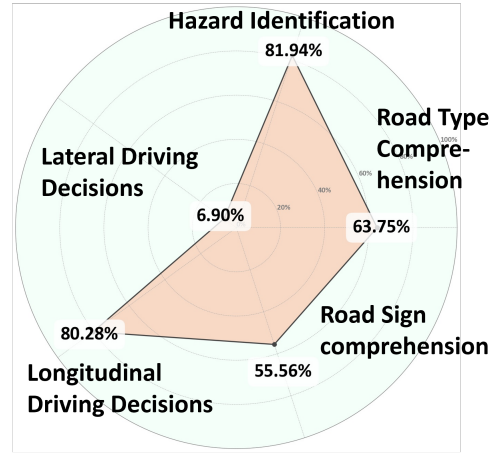 Hazard Identification
81.94%
Road Type
Compre-
hension
100%
60%
40%
20%
63.75%
Lateral Driving
Decisions
6.90%
Road Sign
comprehension
55.56%
80.28%
Longitudinal
Driving Decisions